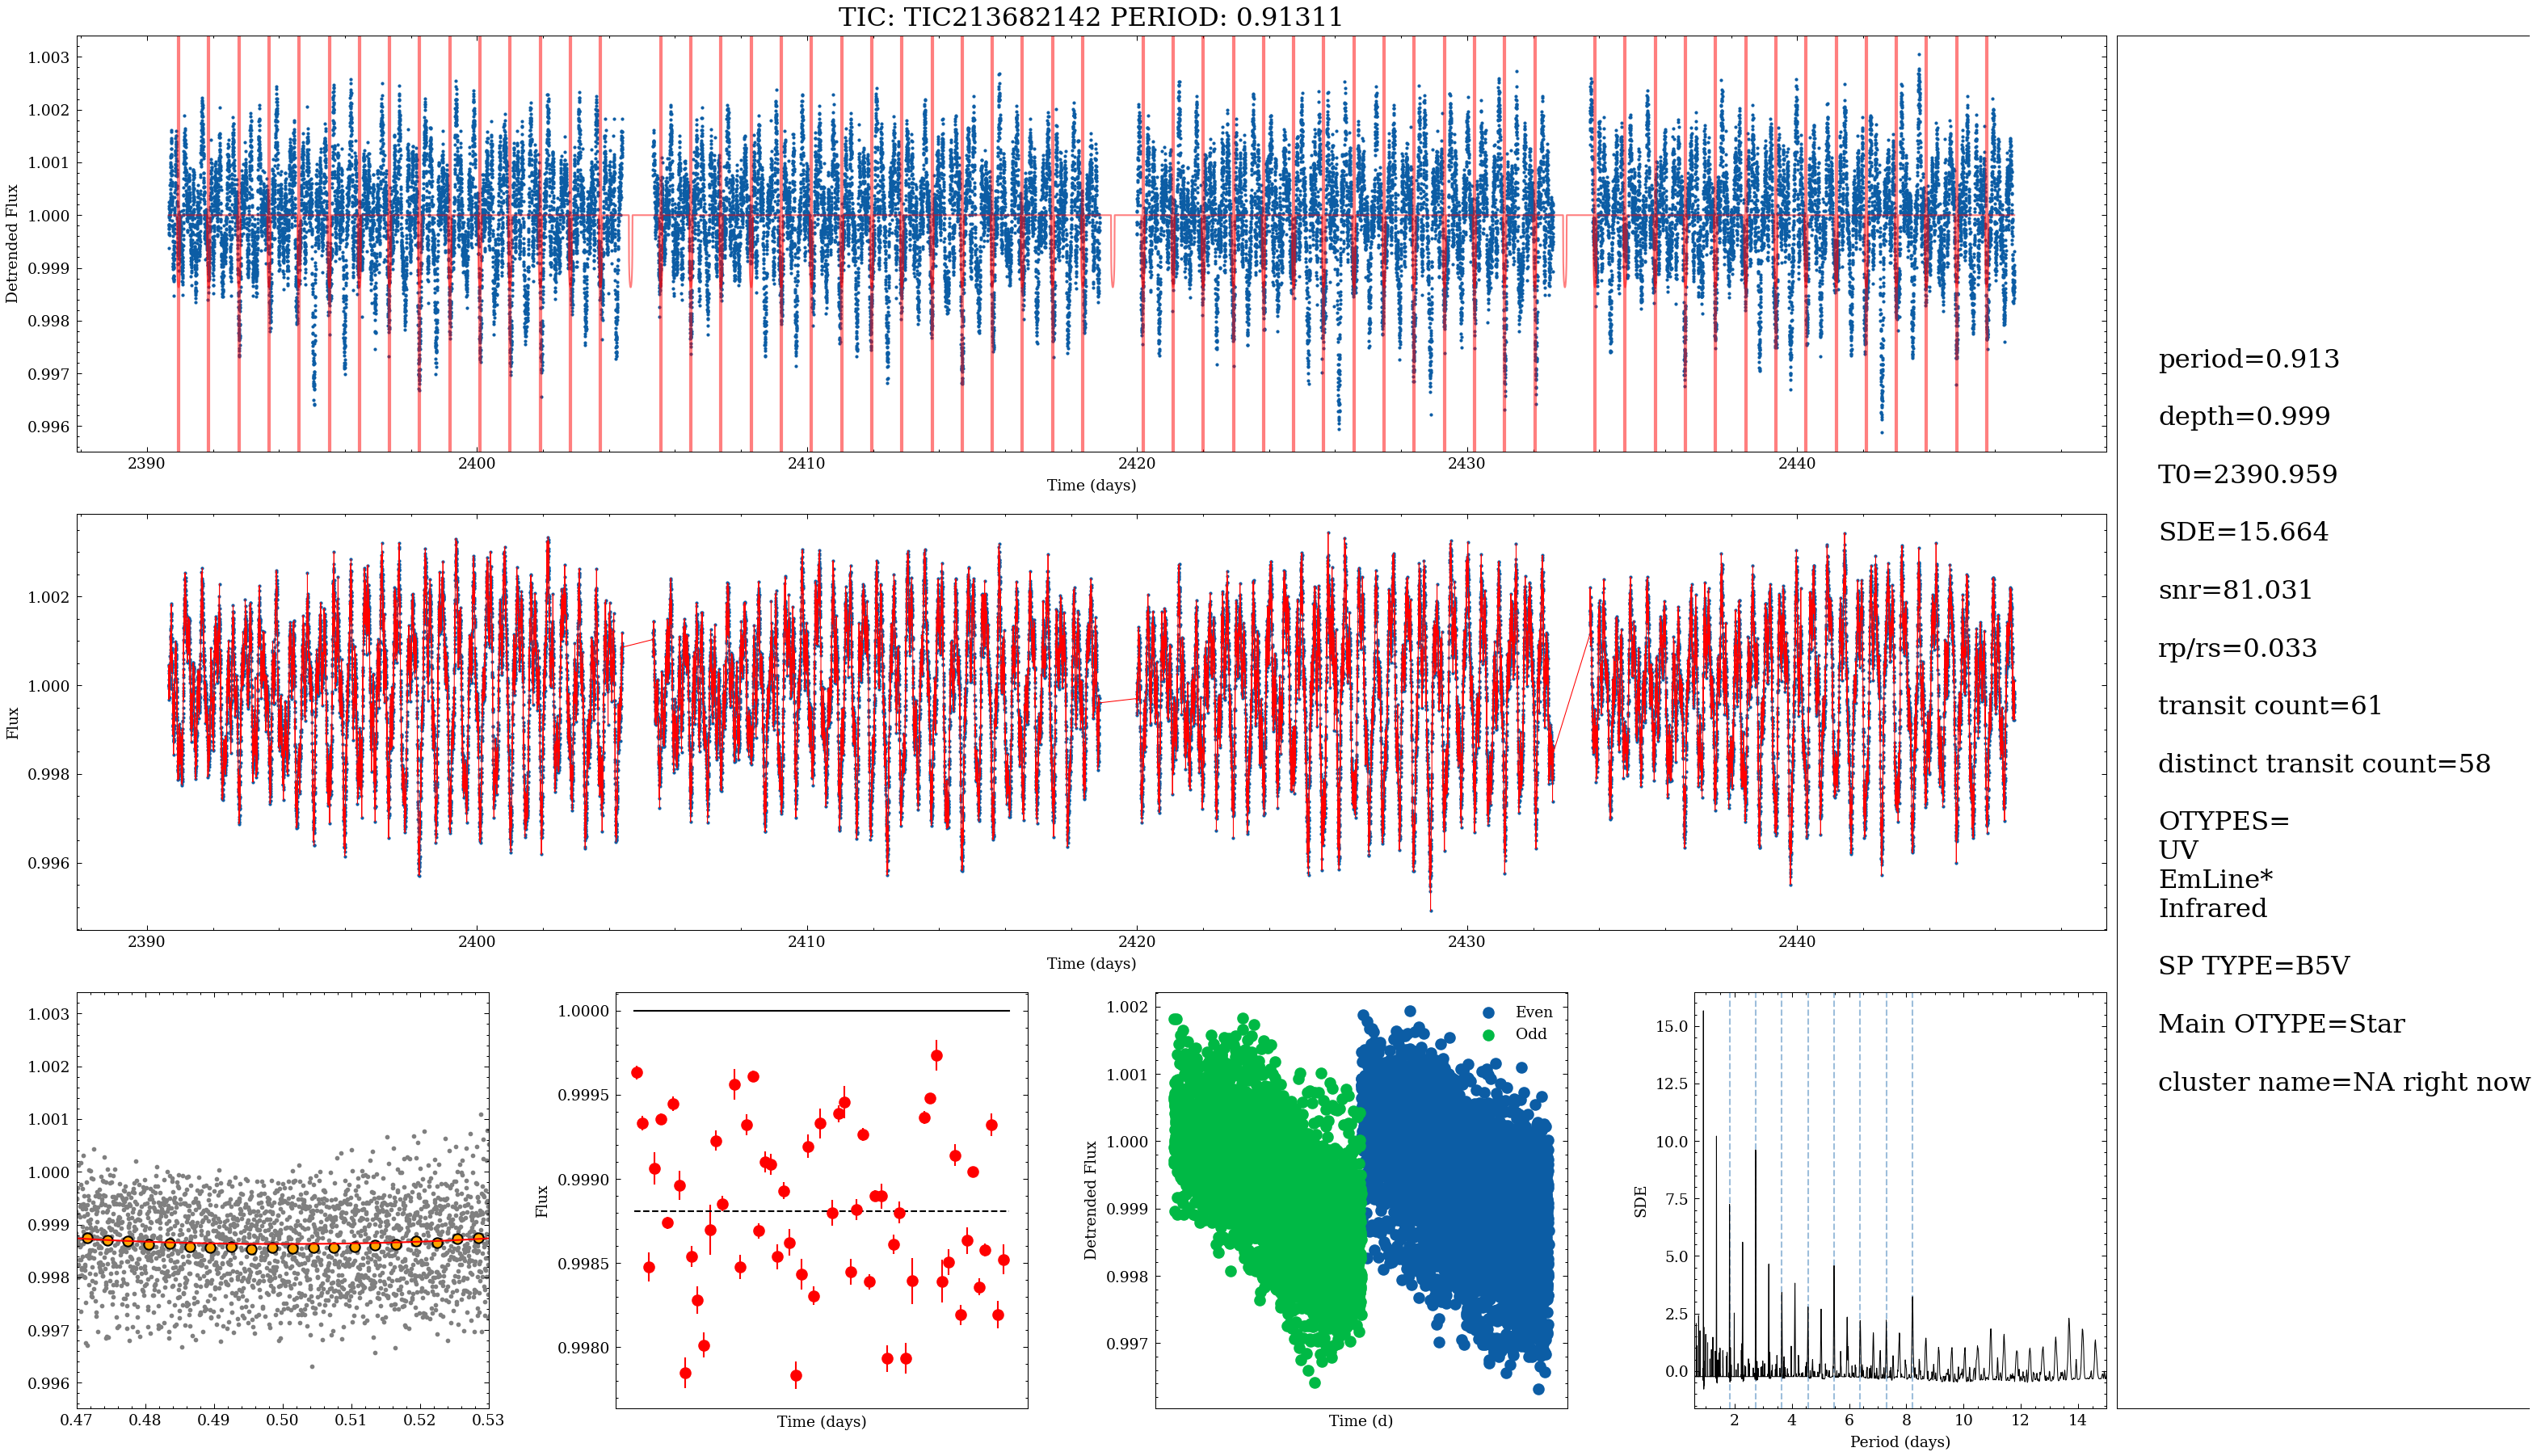 TIC: TIC213682142 PERIOD: 0.91311
1.003
1.002
1.001
1.000
0.999
0.998
0.997
0.996
Detrended Flux
2390
2400
2410
2420
2430
2440
Time (days)
1.002
1.000
0.998
0.996
Flux
2390
2400
2410
2420
2430
2440
Time (days)
1.003
1.002
1.001
1.000
0.999
0.998
0.997
0.996
0.47
0.48
0.49
0.50
0.51
0.52
0.53
1.0000
0.9995
0.9990
0.9985
0.9980
Flux
Time (days)
1.002
1.001
1.000
0.999
0.998
0.997
Detrended Flux
Even
Odd
Time (d)
15.0
12.5
10.0
7.5
5.0
2.5
0.0
SDE
2
4
6
8
10
12
14
Period (days)
period=0.913
depth=0.999
T0=2390.959
SDE=15.664
snr=81.031
rp/rs=0.033
transit count=61
distinct transit count=58
OTYPES=
UV
EmLine*
Infrared
SP TYPE=B5V
Main OTYPE=Star
cluster name=NA right now